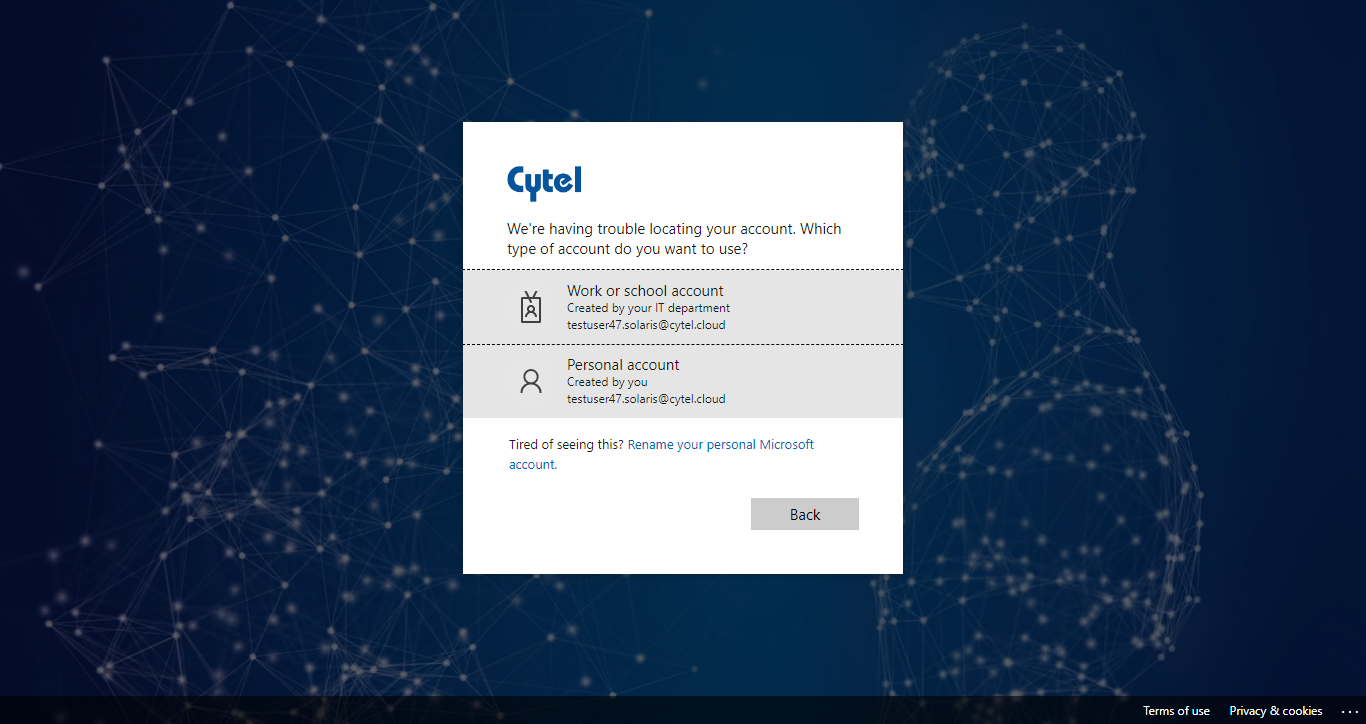 Cytel
We're having trouble locating your account. Which
type of account do you want to use?
Work or school account
Created by your IT department
testuser47.solaris@cytel.cloud
Personal account
Created by you
testuser47.solaris@cytel.cloud
Tired of seeing this? Rename your personal Microsoft
account.
Back
Terms of use Privacy & cookies ...